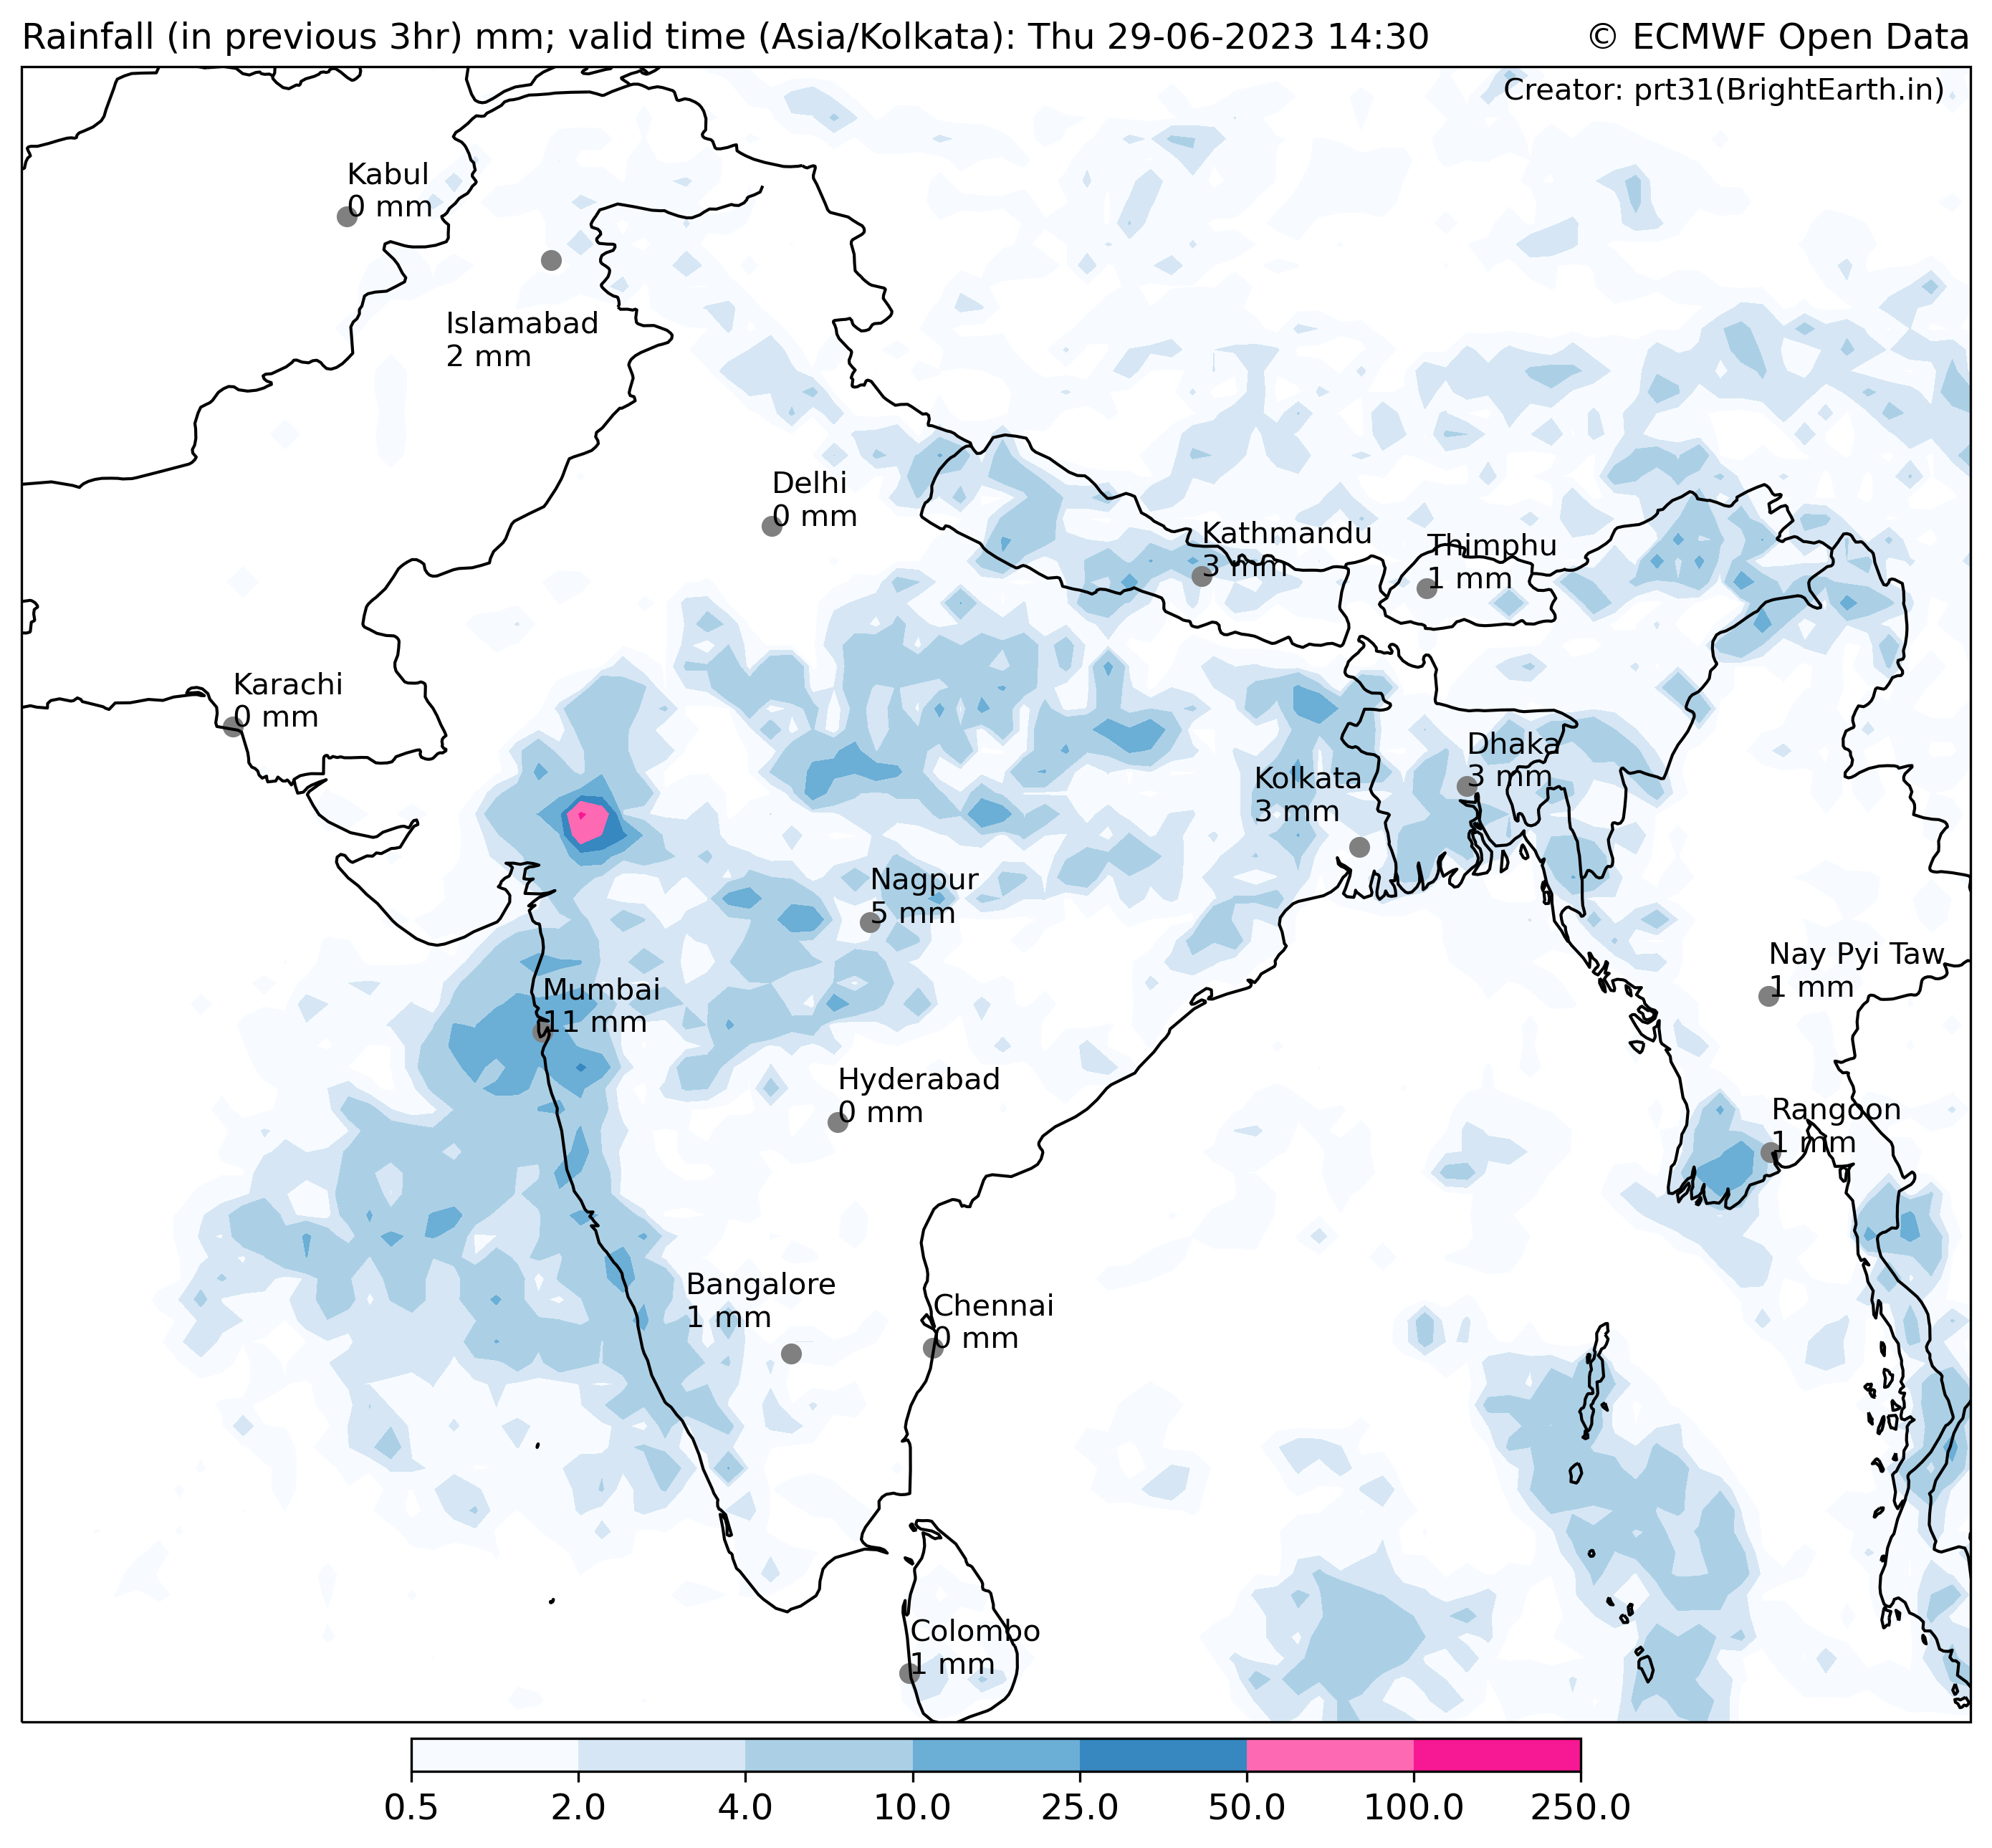 Rainfall (in previous 3hr) mm; valid time (Asia/Kolkata): Thu 29-06-2023 14:30
© ECMWF Open Data
Creator: prt31(BrightEarth.in)
Kabul
0 mm
Islamabad
2 mm
Delhi
0 mm
Kathmandu
3 mm
Thimphu
1 mm
Karachi
0 mm
Dhaka
3 mm
Kolkata
3 mm
Nagpur
5 mm
Nay Pyi Taw
1 mm
Mumbai
11 mm
Hyderabad
0 mm
Rangoon
1 mm
Bangalore
1 mm
Chennai
0 mm
Colombo
1 mm
0.5 2.0 4.0 10.0 25.0 50.0 100.0 250.0